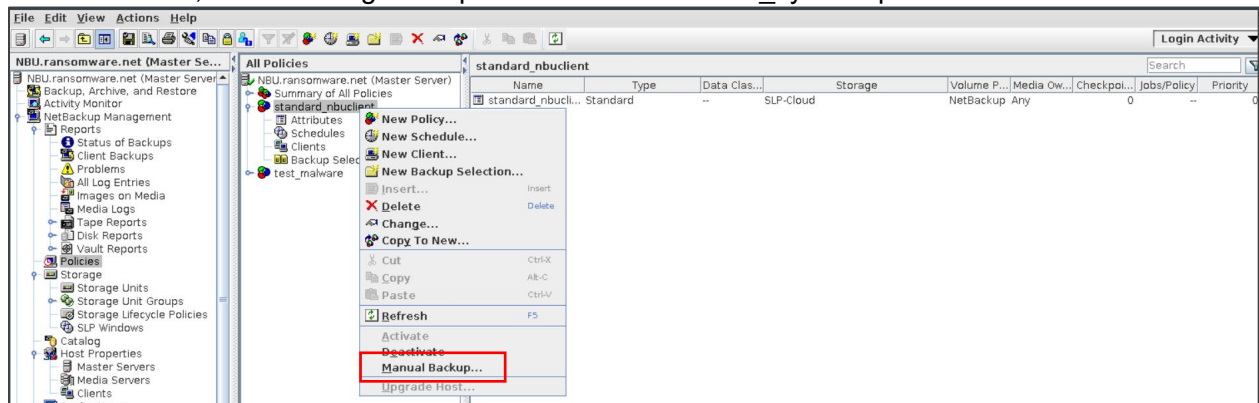 File Edit View Actions Help
Login Activity
NBU.ransomware.net (Master Se...
NBU.ransomware.net (Master Server
Backup, Archive, and Restore
Activity Monitor
NetBackup Management
Reports
Status of Backups
Client Backups
Problems
All Log Entries
Images on Media
Media Logs
Tape Reports
Disk Reports
Vault Reports
Policies
Storage
Storage Units
Storage Unit Groups
Storage Lifecycle Policies
SLP Windows
Catalog
Host Properties
Master Servers
Media Servers
Clients
All Policies
NBU.ransomware.net (Master Server)
Summary of All Policies
standard_nbuclient
Attributes
Schedules
Clients
Backup Selec
test_malware
New Policy...
New Schedule...
New Client...
New Backup Selection...
Insert... Insert
Delete Delete
Change...
Copy To New...
Cut Ctrl-X
Copy Alt-C
Paste Ctrl-V
Refresh F5
Activate
Deactivate
Manual Backup...
Upgrade Host...
standard_nbuclient
Search
Name Type Data Clas... Storage Volume P... Media Ow... Checkpoi... Jobs/Policy Priority
standard_nbucli... Standard -- SLP-Cloud NetBackup Any 0 -- 0